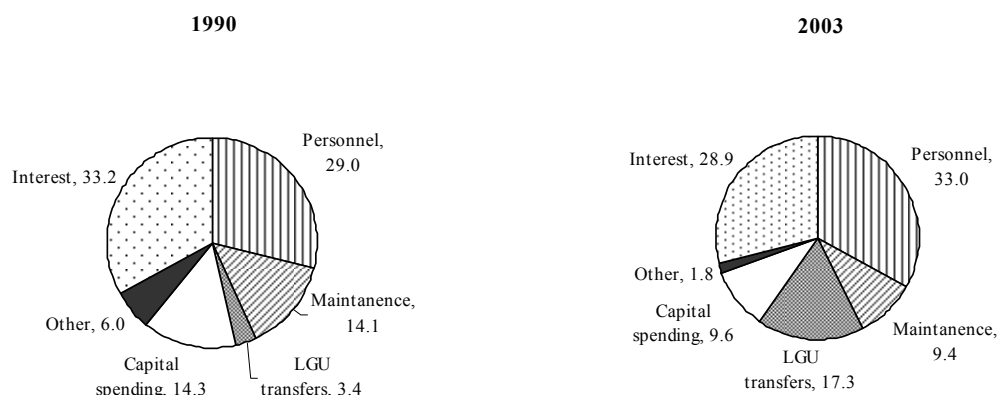 1990
Personnel,
29.0
Interest, 33.2
Maintanence,
14.1
Other, 6.0
Capital
spending, 14.3
LGU
transfers, 3.4
2003
Personnel,
33.0
Interest, 28.9
Other, 1.8
Capital
spending, 9.6
Maintanence,
9.4
LGU
transfers, 17.3